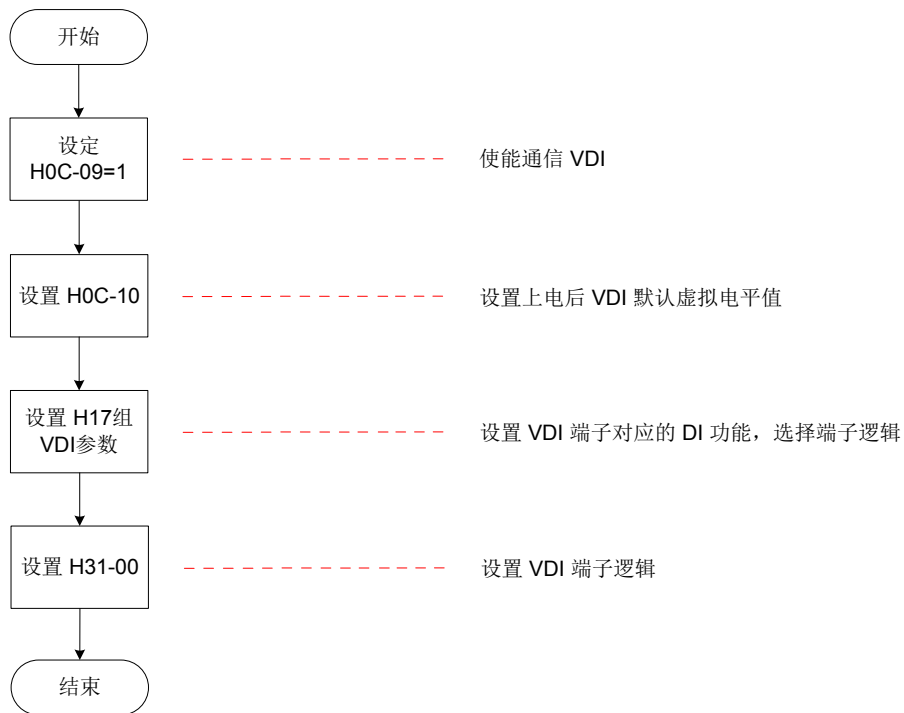 开始
设定
H0C-09=1
使能通信 VDI
设置 H0C-10
设置上电后 VDI 默认虚拟电平值
设置 H17组
VDI参数
设置 VDI 端子对应的 DI 功能，选择端子逻辑
设置 H31-00
设置 VDI 端子逻辑
结束